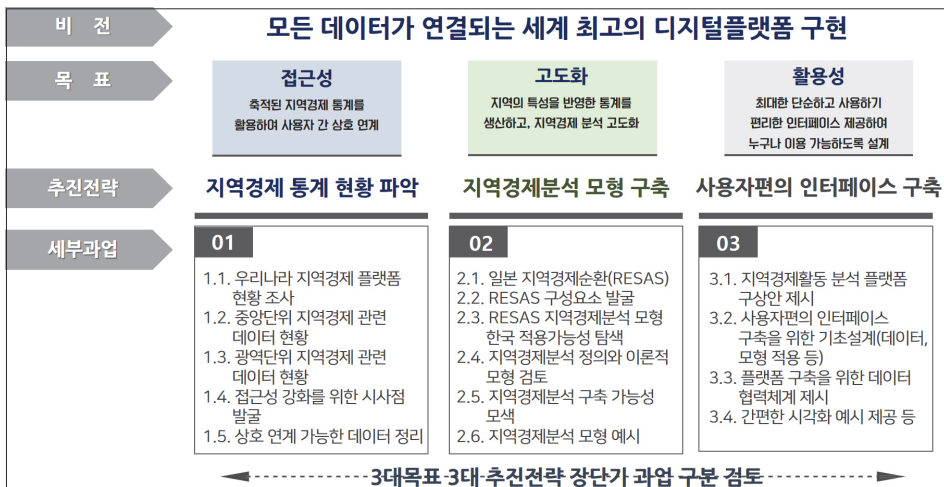 비 전
모든 데이터가 연결되는 세계 최고의 디지털플랫폼 구현
목 표
접근성
축적된 지역경제 통계를
활용하여 사용자 간 상호 연계
고도화
지역의 특성을 반영한 통계를
생산하고, 지역경제 분석 고도화
활용성
최대한 단순하고 사용하기
편리한 인터페이스 제공하여
누구나 이용 가능하도록 설계
추진전략
지역경제 통계 현황 파악
지역경제분석 모형 구축
사용자편의 인터페이스 구축
세부과업
01
1.1. 우리나라 지역경제 플랫폼
현황 조사
1.2. 중앙단위 지역경제 관련
데이터 현황
1.3. 광역단위 지역경제 관련
데이터 현황
1.4. 접근성 강화를 위한 시사점
발굴
1.5. 상호 연계 가능한 데이터 정리
02
2.1. 일본 지역경제순환(RESAS)
2.2. RESAS 구성요소 발굴
2.3. RESAS 지역경제분석 모형
한국 적용가능성 탐색
2.4. 지역경제분석 정의와 이론적
모형 검토
2.5. 지역경제분석 구축 가능성
모색
2.6. 지역경제분석 모형 예시
03
3.1. 지역경제활동 분석 플랫폼
구상안 제시
3.2. 사용자편의 인터페이스
구축을 위한 기초설계(데이터,
모형 적용 등)
3.3. 플랫폼 구축을 위한 데이터
협력체계 제시
3.4. 간편한 시각화 예시 제공 등
3대목표 3대 추진전략 장단기 과업 구분 검토